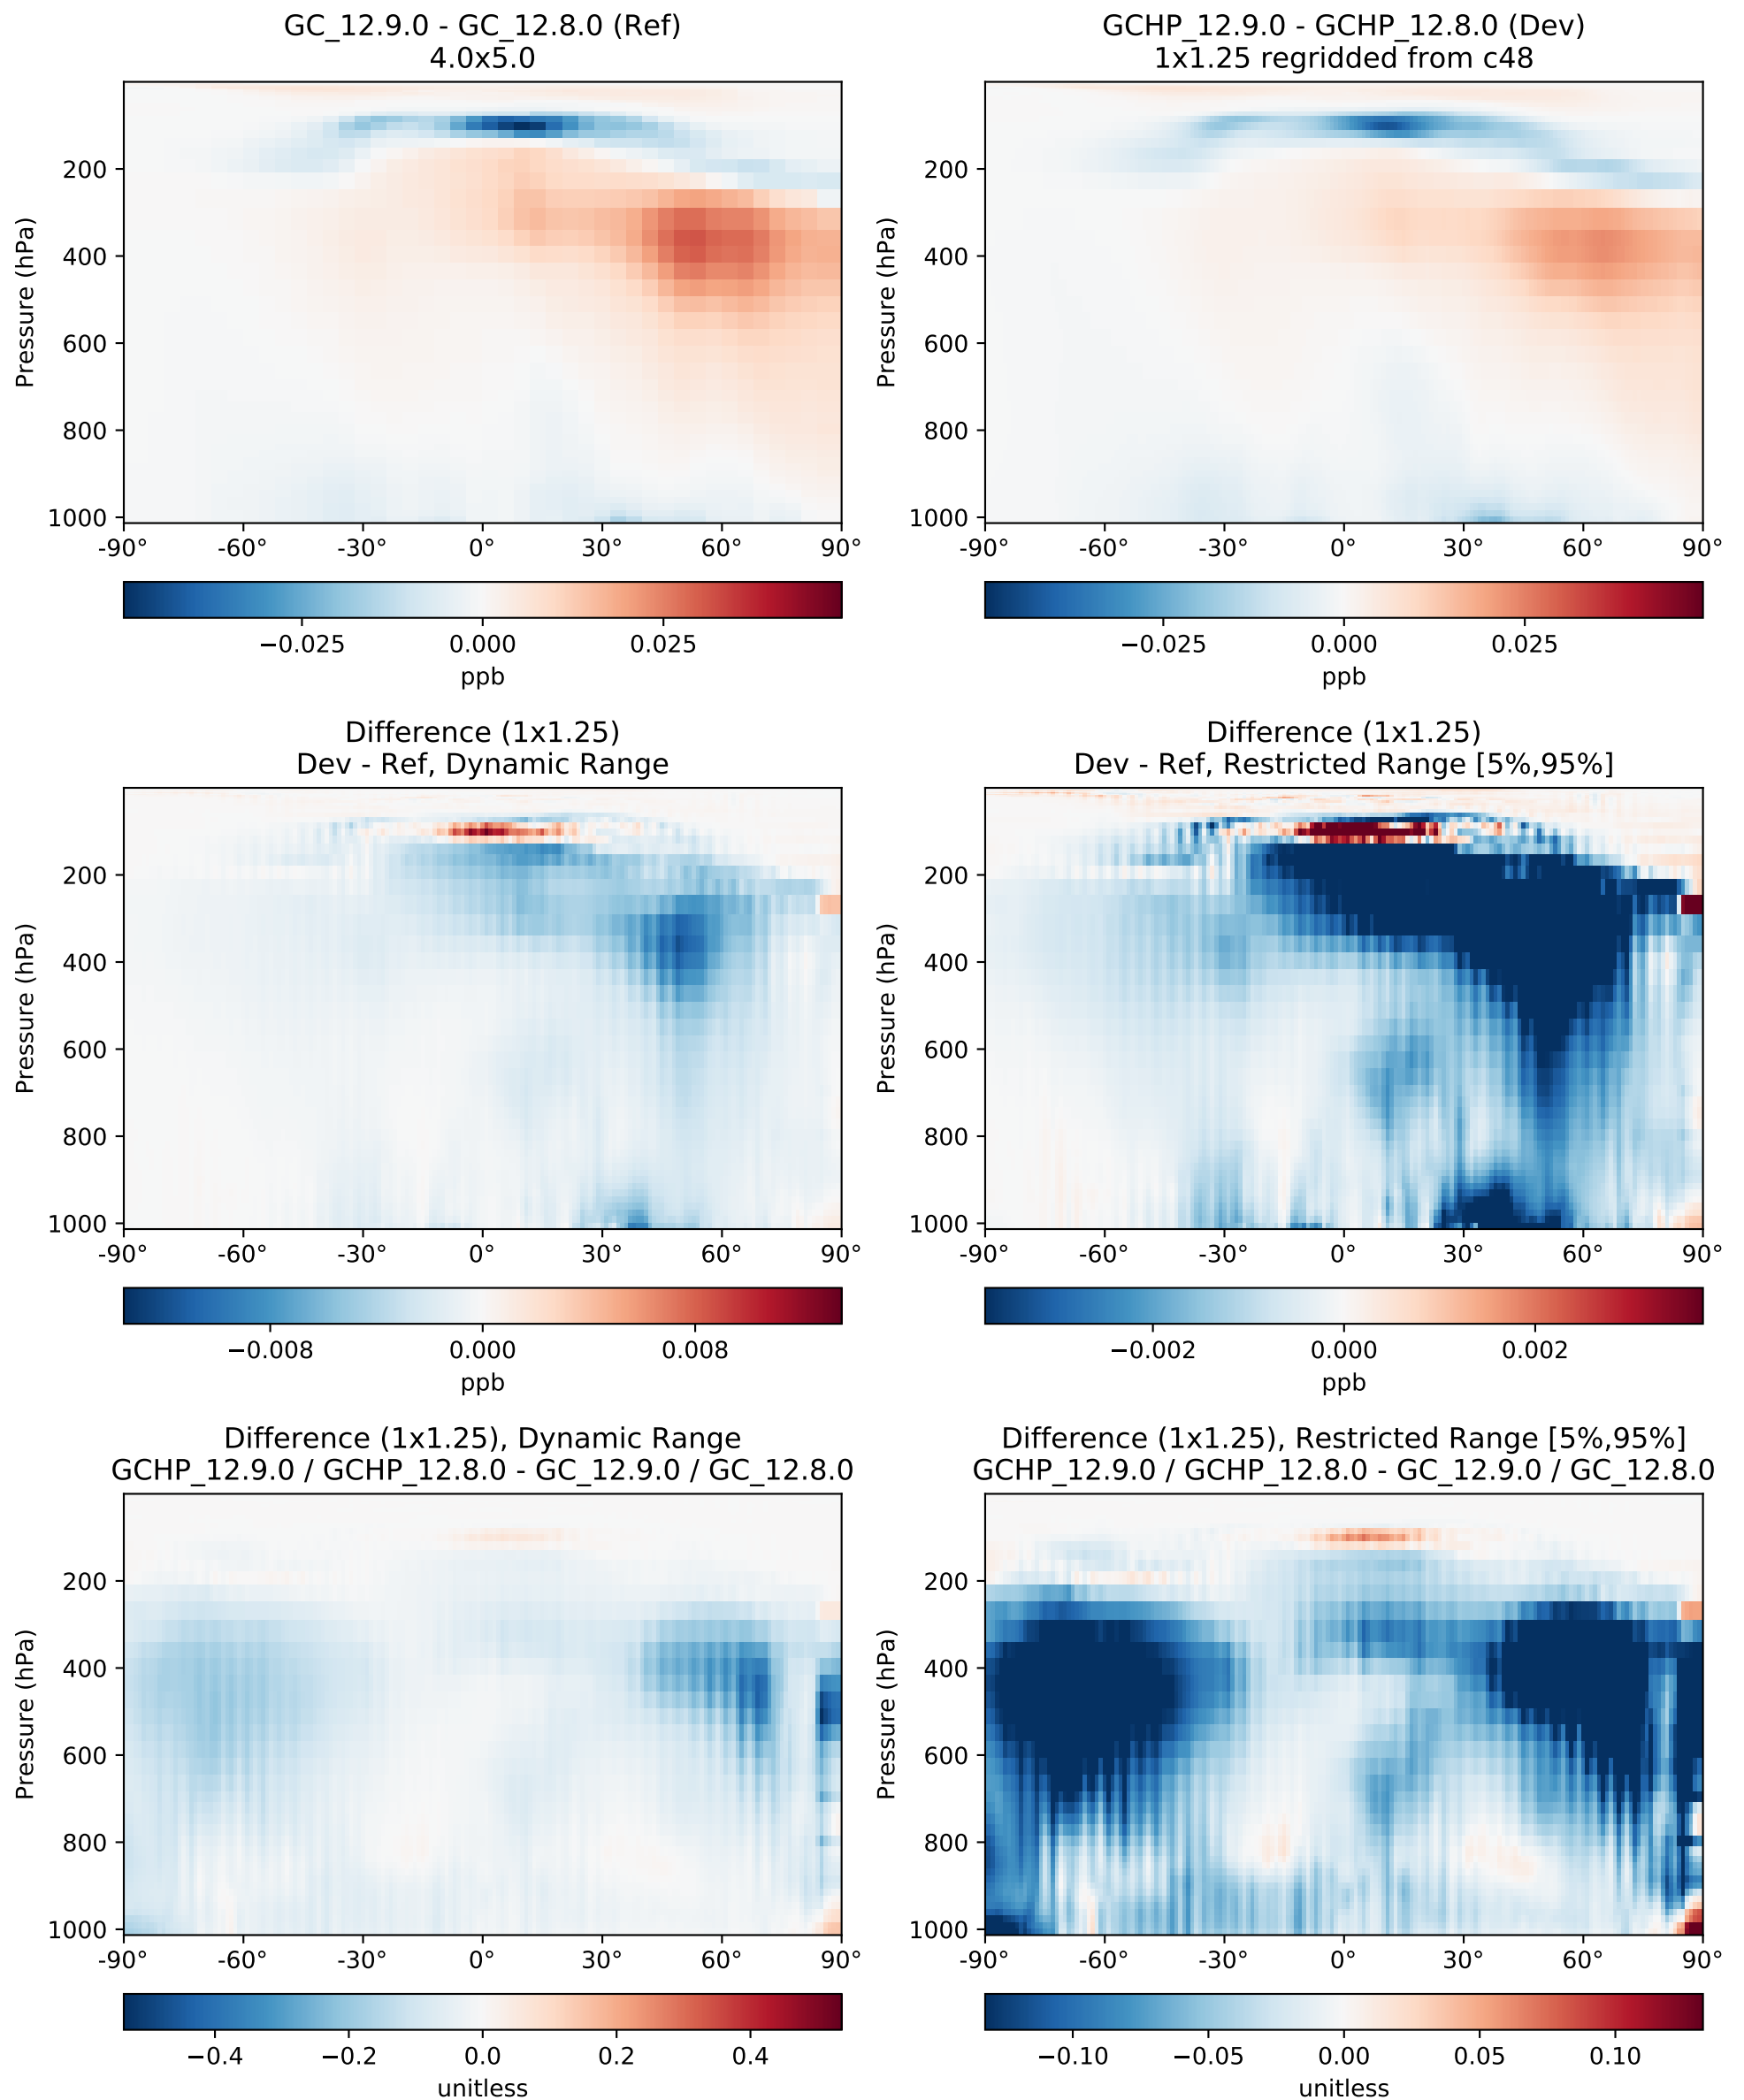 GC_12.9.0 - GC_12.8.0 (Ref)
4.0x5.0
GCHP_12.9.0 - GCHP_12.8.0 (Dev)
1x1.25 regridded from c48
Pressure (hPa)
200
400
600
800
1000
-90° -60° -30° 0° 30° 60° 90°
−0.025 0.000 0.025
ppb
Pressure (hPa)
200
400
600
800
1000
-90° -60° -30° 0° 30° 60° 90°
−0.025 0.000 0.025
ppb
Difference (1x1.25)
Dev - Ref, Dynamic Range
Pressure (hPa)
200
400
600
800
1000
-90° -60° -30° 0° 30° 60° 90°
−0.008 0.000 0.008
ppb
Difference (1x1.25)
Dev - Ref, Restricted Range [5%,95%]
Pressure (hPa)
200
400
600
800
1000
-90° -60° -30° 0° 30° 60° 90°
−0.002 0.000 0.002
ppb
Difference (1x1.25), Dynamic Range
GCHP_12.9.0 / GCHP_12.8.0 - GC_12.9.0 / GC_12.8.0
Pressure (hPa)
200
400
600
800
1000
-90° -60° -30° 0° 30° 60° 90°
−0.4 −0.2 0.0 0.2 0.4
unitless
Difference (1x1.25), Restricted Range [5%,95%]
GCHP_12.9.0 / GCHP_12.8.0 - GC_12.9.0 / GC_12.8.0
Pressure (hPa)
200
400
600
800
1000
-90° -60° -30° 0° 30° 60° 90°
−0.10 −0.05 0.00 0.05 0.10
unitless